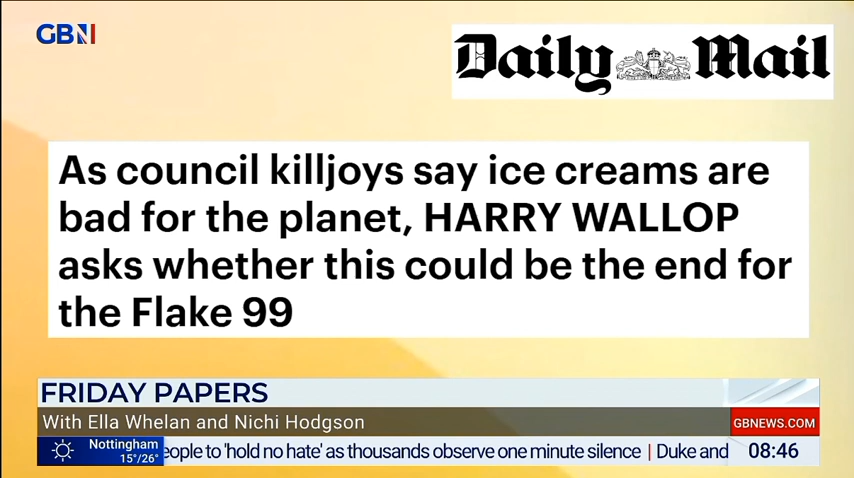 GBN
Daily Mail
As council killjoys say ice creams are
bad for the planet, HARRY WALLOP
asks whether this could be the end for
the Flake 99
FRIDAY PAPERS
With Ella Whelan and Nichi Hodgson
GBNEWS.COM
Nottingham
15°/26°
eople to 'hold no hate' as thousands observe one minute silence | Duke and
08:46